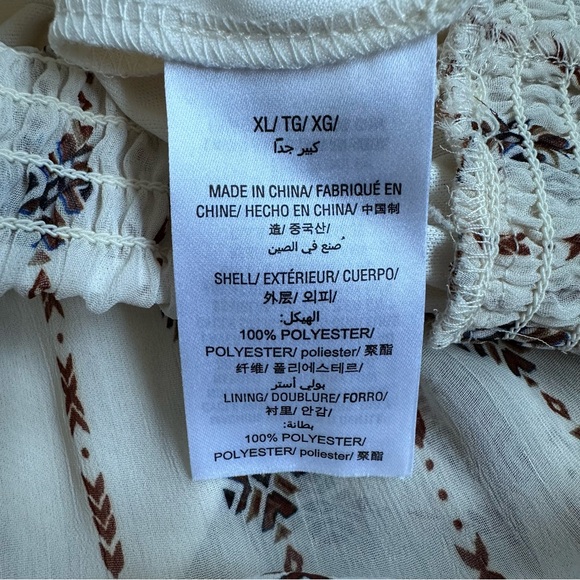 XL/ TG/ XG/
كبير جدًا
MADE IN CHINA/ FABRIQUÉ EN
CHINE/ HECHO EN CHINA/ 中国制
造/ 중국산/
صُنع في الصين
SHELL/ EXTÉRIEUR/ CUERPO/
外层/ 외피/
الهيكل:
100% POLYESTER/
POLYESTER/ poliester/ 聚酯
纤维/ 폴리에스테르/
بولي أستر
LINING/ DOUBLURE/ FORRO/
衬里/ 안감/
بطانة:
100% POLYESTER/
POLYESTER/ poliester/ 聚酯